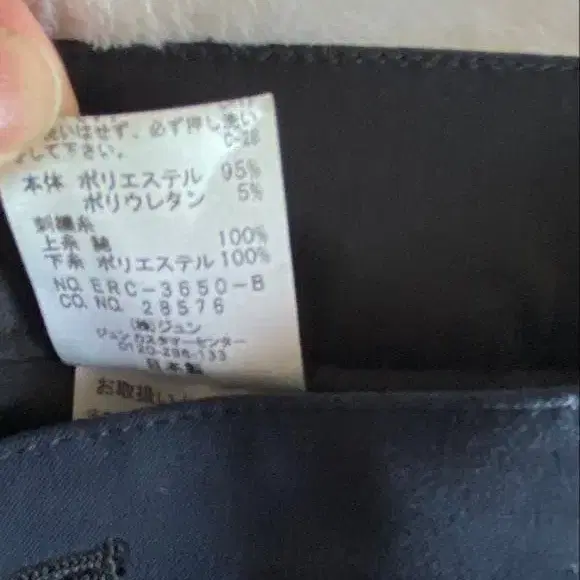 洗いはせず、必ず押し洗い
して下さい。 C-28
本体 ポリエステル 95%
ポリウレタン 5%
刺繍糸
上糸 綿 100%
下糸 ポリエステル 100%
NO. ERC-3650-B
CO. NO. 28576
(株)ジュン
ジュン カスタマーセンター
0120-298-133
日本製
お取扱い